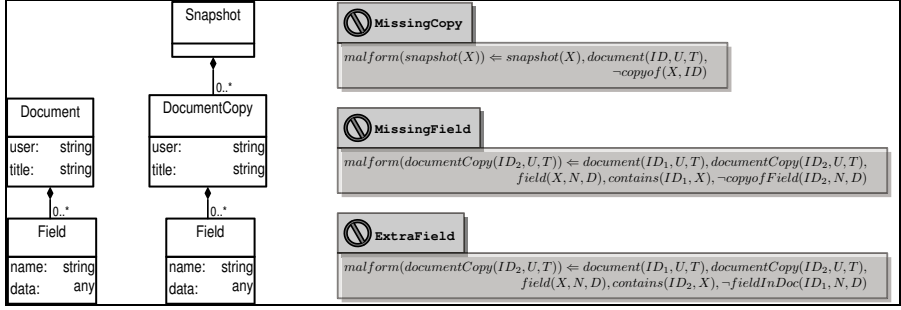 Snapshot
0..*
Document
user: string
title: string
DocumentCopy
user: string
title: string
0..*
0..*
Field
name: string
data: any
Field
name: string
data: any
MissingCopy
malform(snapshot(X)) ⇐ snapshot(X), document(ID, U, T),
¬copyof(X, ID)
MissingField
malform(documentCopy(ID₂, U, T)) ⇐ document(ID₁, U, T), documentCopy(ID₂, U, T),
field(X, N, D), contains(ID₁, X), ¬copyofField(ID₂, N, D)
ExtraField
malform(documentCopy(ID₂, U, T)) ⇐ document(ID₁, U, T), documentCopy(ID₂, U, T),
field(X, N, D), contains(ID₂, X), ¬fieldInDoc(ID₁, N, D)